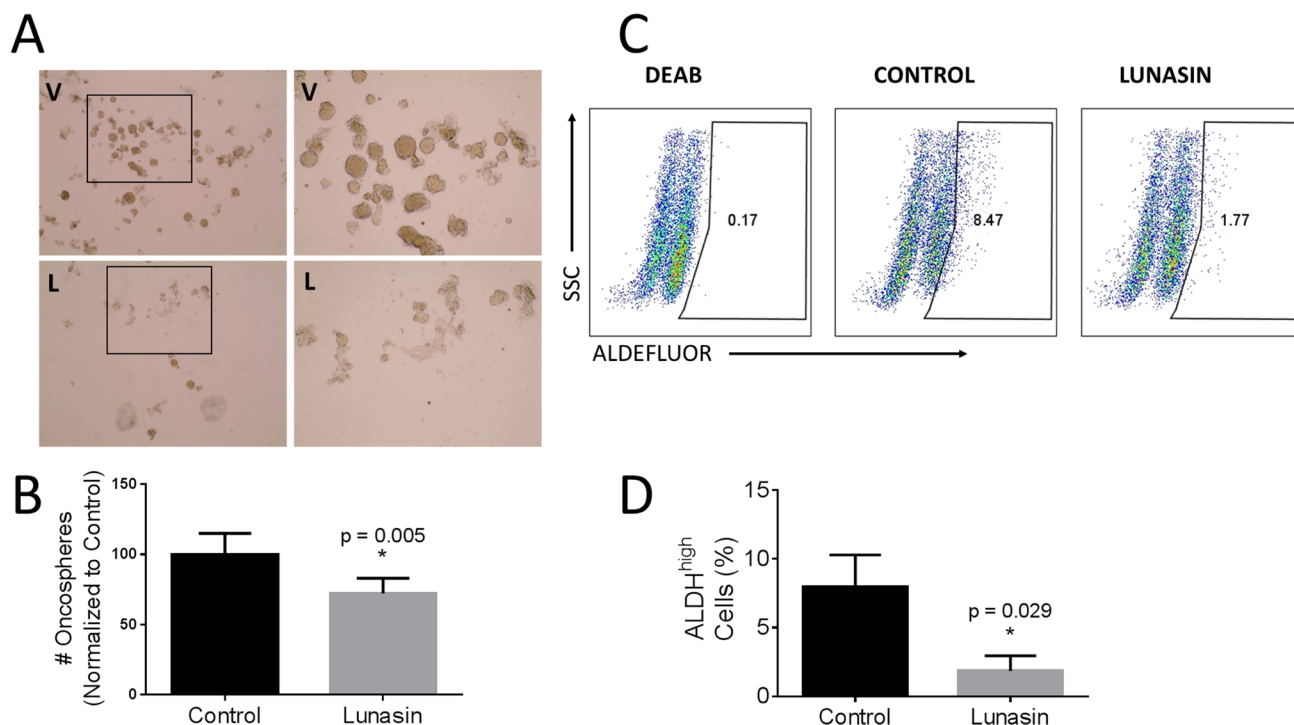 A
V
V
L
L
B
150
100
50
0
# Oncospheres
(Normalized to Control)
p = 0.005
*
Control
Lunasin
C
DEAB
CONTROL
LUNASIN
SSC
0.17
8.47
1.77
ALDEFLUOR
D
15
10
5
0
ALDHhigh
Cells (%)
p = 0.029
*
Control
Lunasin